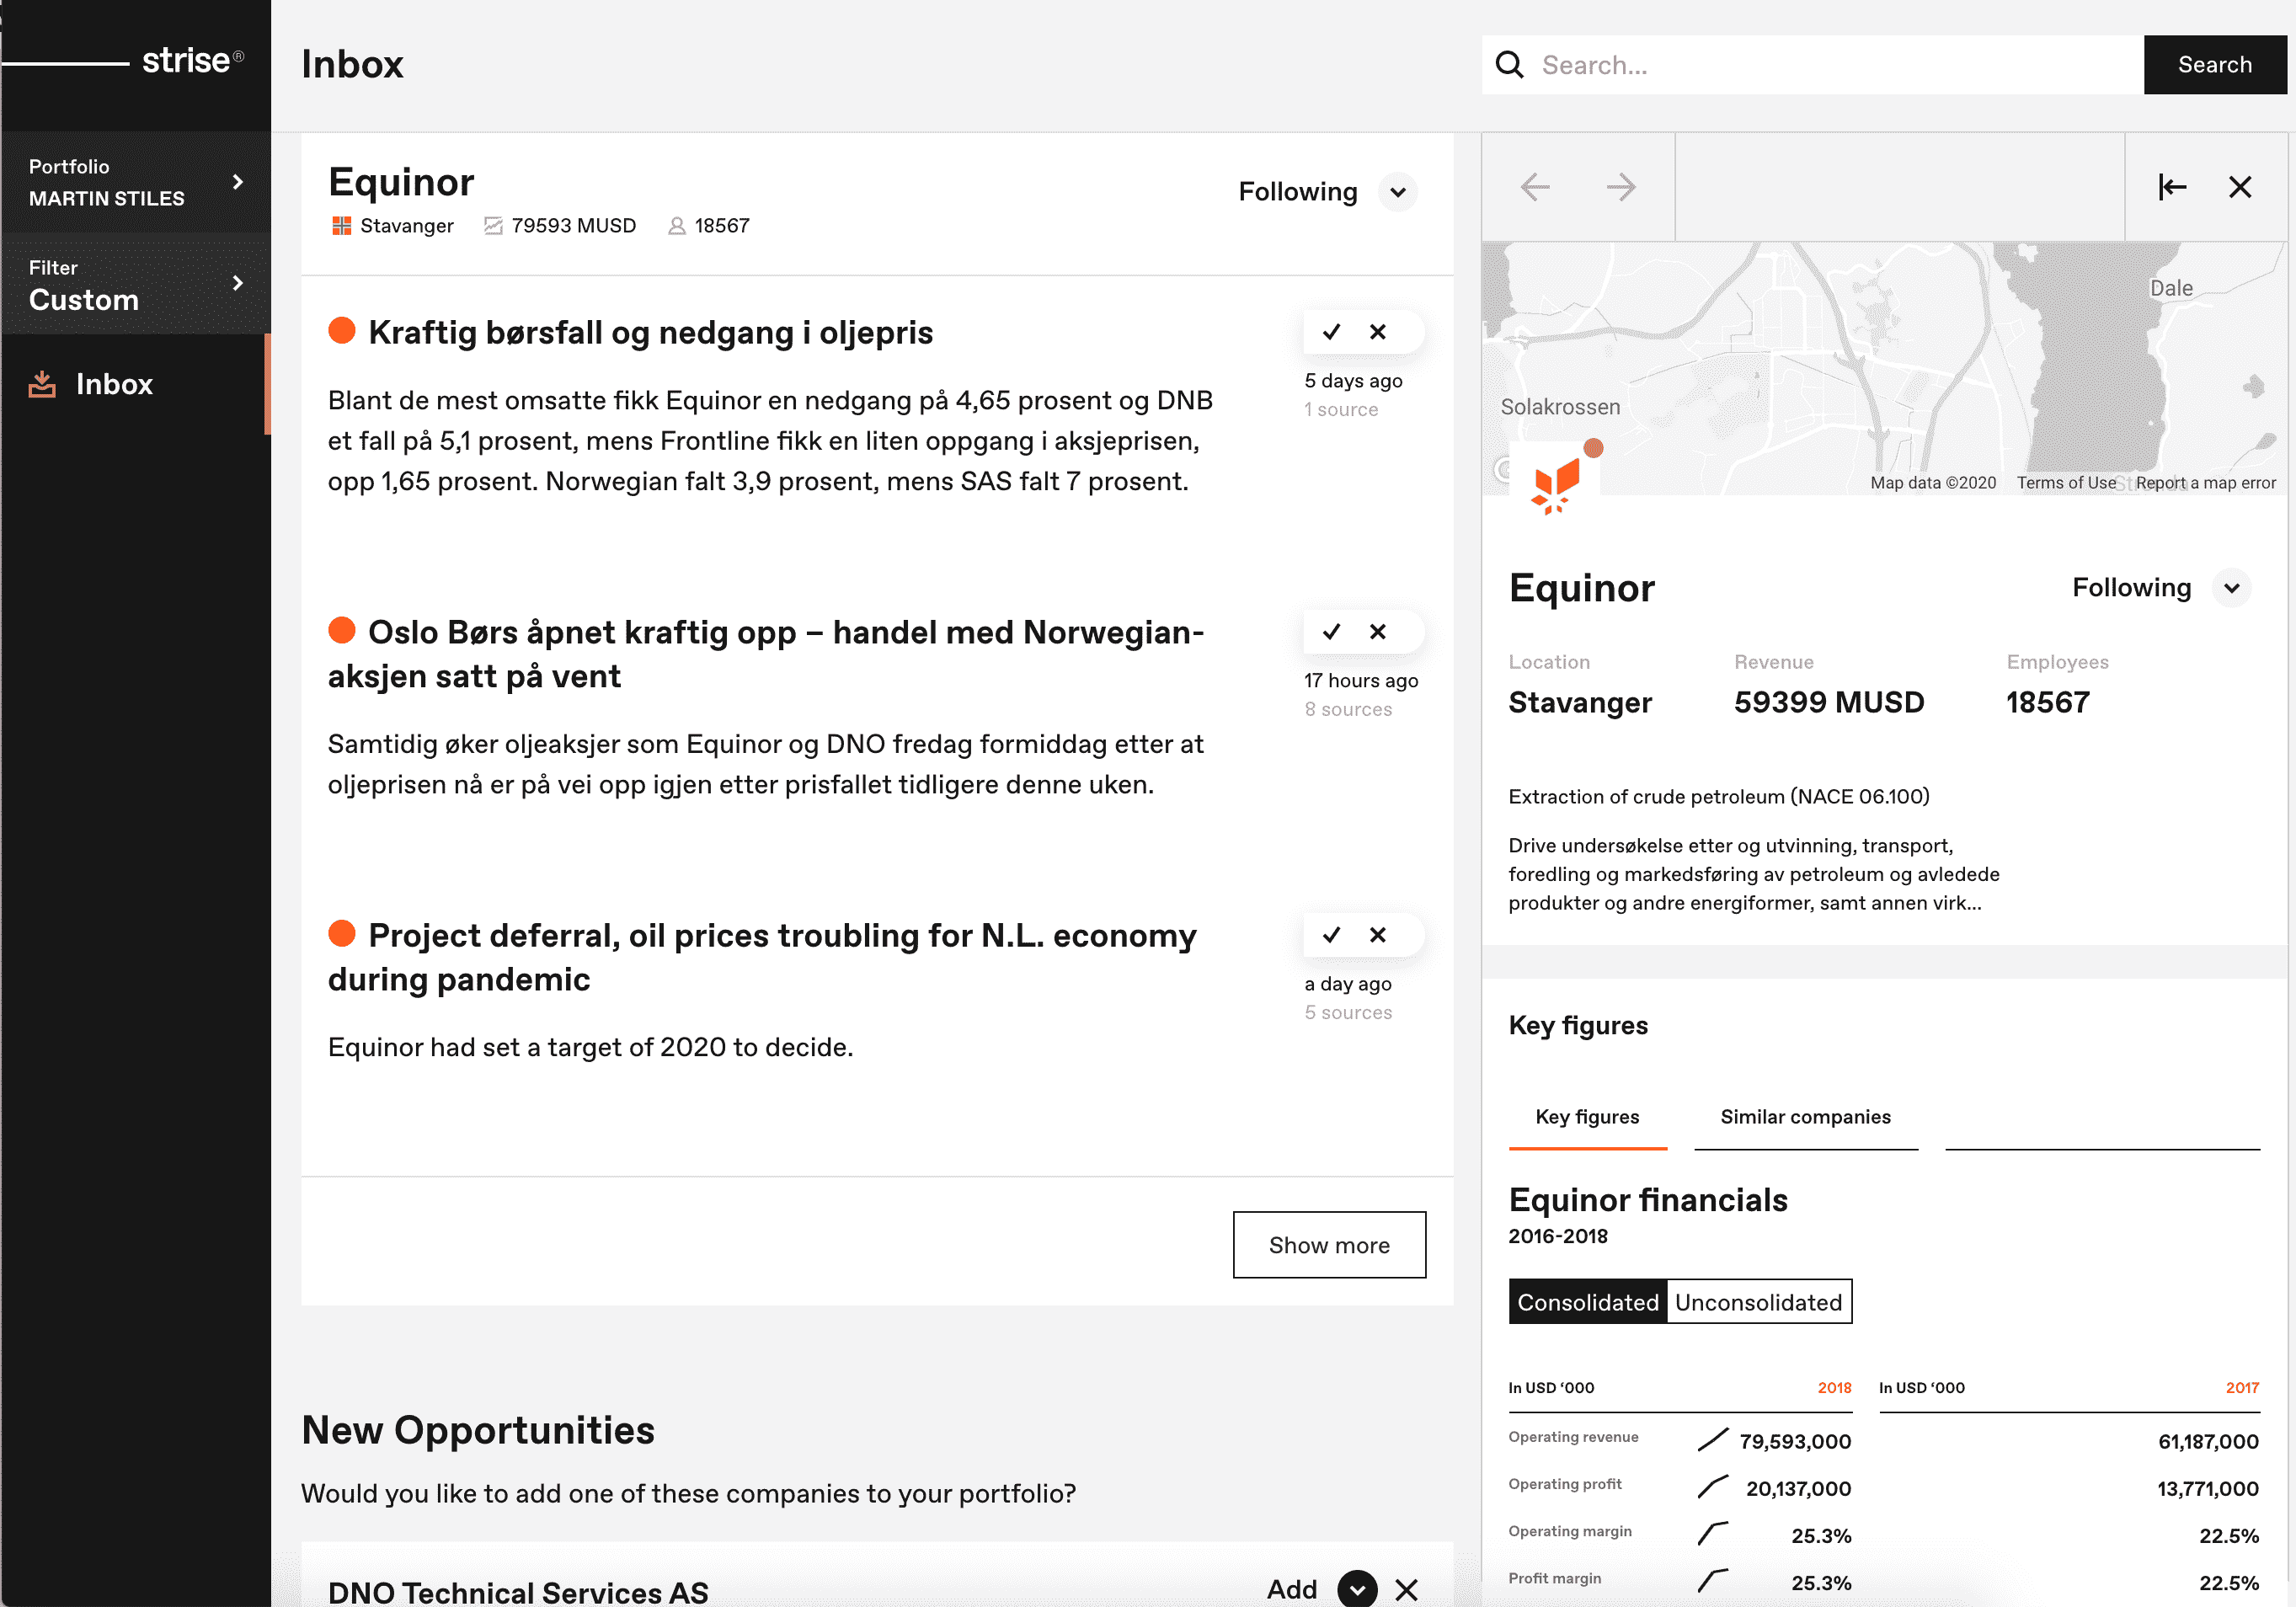 strise®
Inbox
Search...
Search
Portfolio
MARTIN STILES
Filter
Custom
Inbox
Equinor
Following
Stavanger 79593 MUSD 18567
Kraftig børsfall og nedgang i oljepris
5 days ago
1 source
Blant de mest omsatte fikk Equinor en nedgang på 4,65 prosent og DNB
et fall på 5,1 prosent, mens Frontline fikk en liten oppgang i aksjeprisen,
opp 1,65 prosent. Norwegian falt 3,9 prosent, mens SAS falt 7 prosent.
Oslo Børs åpnet kraftig opp – handel med Norwegian-
aksjen satt på vent
17 hours ago
8 sources
Samtidig øker oljeaksjer som Equinor og DNO fredag formiddag etter at
oljeprisen nå er på vei opp igjen etter prisfallet tidligere denne uken.
Project deferral, oil prices troubling for N.L. economy
during pandemic
a day ago
5 sources
Equinor had set a target of 2020 to decide.
Show more
New Opportunities
Would you like to add one of these companies to your portfolio?
DNO Technical Services AS
Add
Dale
Solakrossen
Map data ©2020 Terms of Use Report a map error
Equinor
Following
Location Revenue Employees
Stavanger 59399 MUSD 18567
Extraction of crude petroleum (NACE 06.100)
Drive undersøkelse etter og utvinning, transport,
foredling og markedsføring av petroleum og avledede
produkter og andre energiformer, samt annen virk...
Key figures
Key figures Similar companies
Equinor financials
2016-2018
Consolidated Unconsolidated
In USD ‘000 2018 In USD ‘000 2017
Operating revenue 79,593,000 61,187,000
Operating profit 20,137,000 13,771,000
Operating margin 25.3% 22.5%
Profit margin 25.3% 22.5%